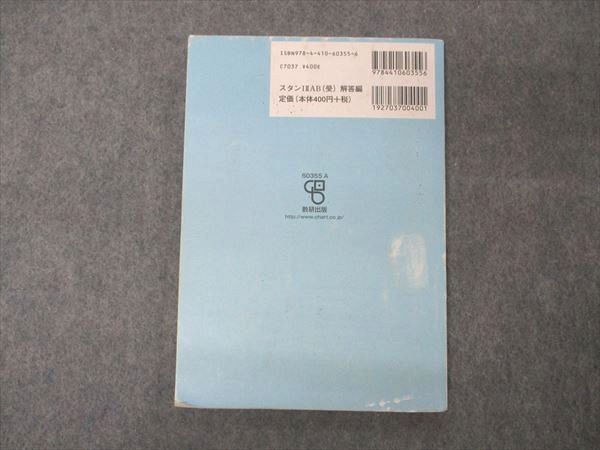 ISBN978-4-410-60355-6
C7037 ¥400E
9784410603556
スタンⅠⅡAB(受) 解答編
定価(本体400円+税)
1927037004001
60355 A
数研出版
http://www.chart.co.jp/